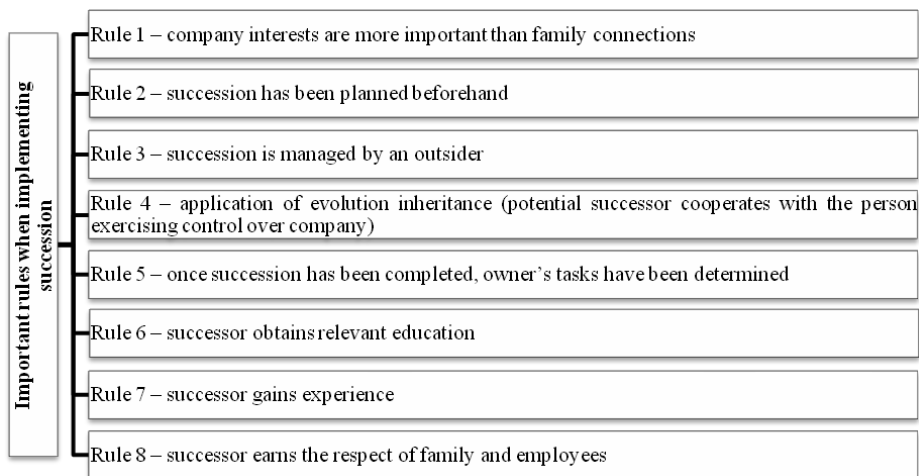 Important rules when implementing
succession
Rule 1 – company interests are more important than family connections
Rule 2 – succession has been planned beforehand
Rule 3 – succession is managed by an outsider
Rule 4 – application of evolution inheritance (potential successor cooperates with the person
exercising control over company)
Rule 5 – once succession has been completed, owner's tasks have been determined
Rule 6 – successor obtains relevant education
Rule 7 – successor gains experience
Rule 8 – successor earns the respect of family and employees